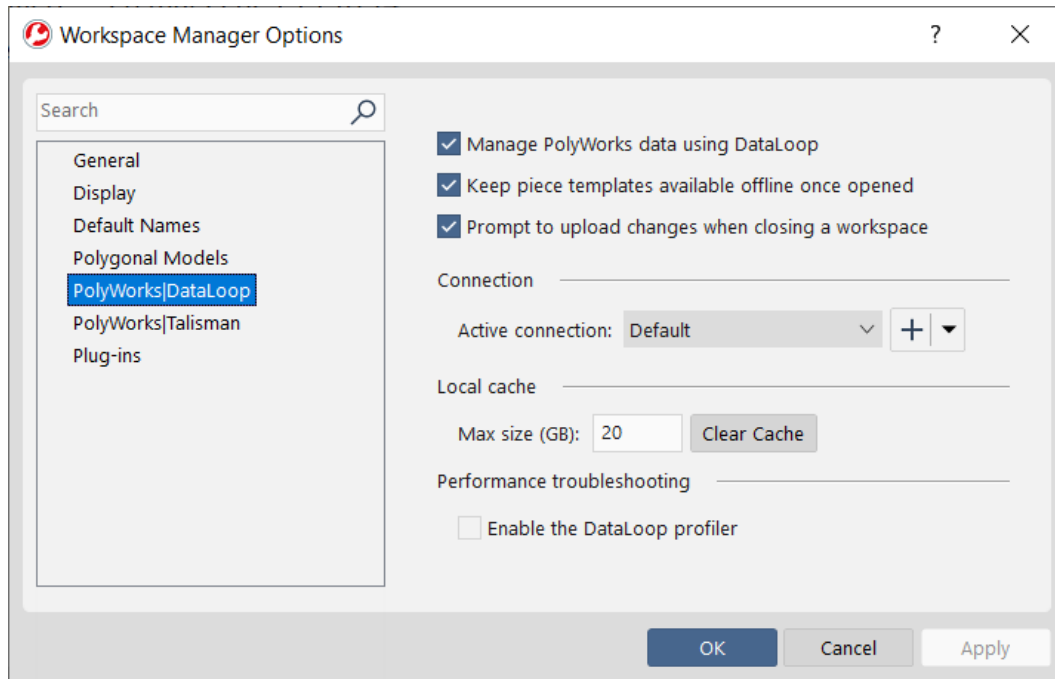 Workspace Manager Options
?
Search
General
Display
Default Names
Polygonal Models
PolyWorks|DataLoop
PolyWorks|Talisman
Plug-ins
Manage PolyWorks data using DataLoop
Keep piece templates available offline once opened
Prompt to upload changes when closing a workspace
Connection
Active connection: Default
Local cache
Max size (GB): 20 Clear Cache
Performance troubleshooting
Enable the DataLoop profiler
OK Cancel Apply